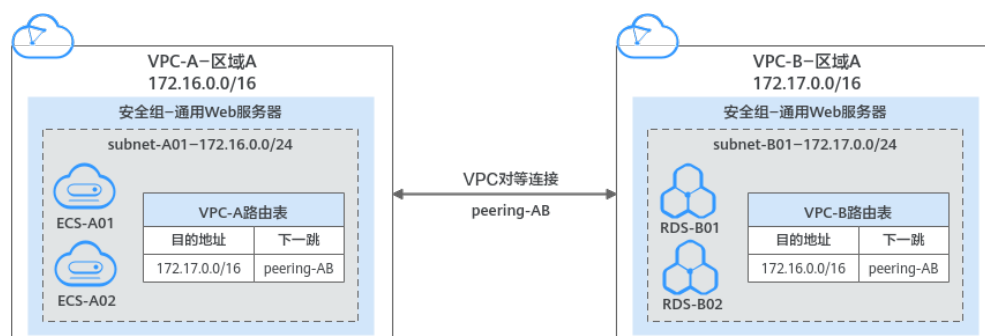 VPC-A–区域A
172.16.0.0/16
安全组–通用Web服务器
subnet-A01–172.16.0.0/24
ECS-A01
ECS-A02
VPC-A路由表
目的地址 下一跳
172.17.0.0/16 peering-AB
VPC对等连接
peering-AB
VPC-B–区域A
172.17.0.0/16
安全组–通用Web服务器
subnet-B01–172.17.0.0/24
RDS-B01
RDS-B02
VPC-B路由表
目的地址 下一跳
172.16.0.0/16 peering-AB